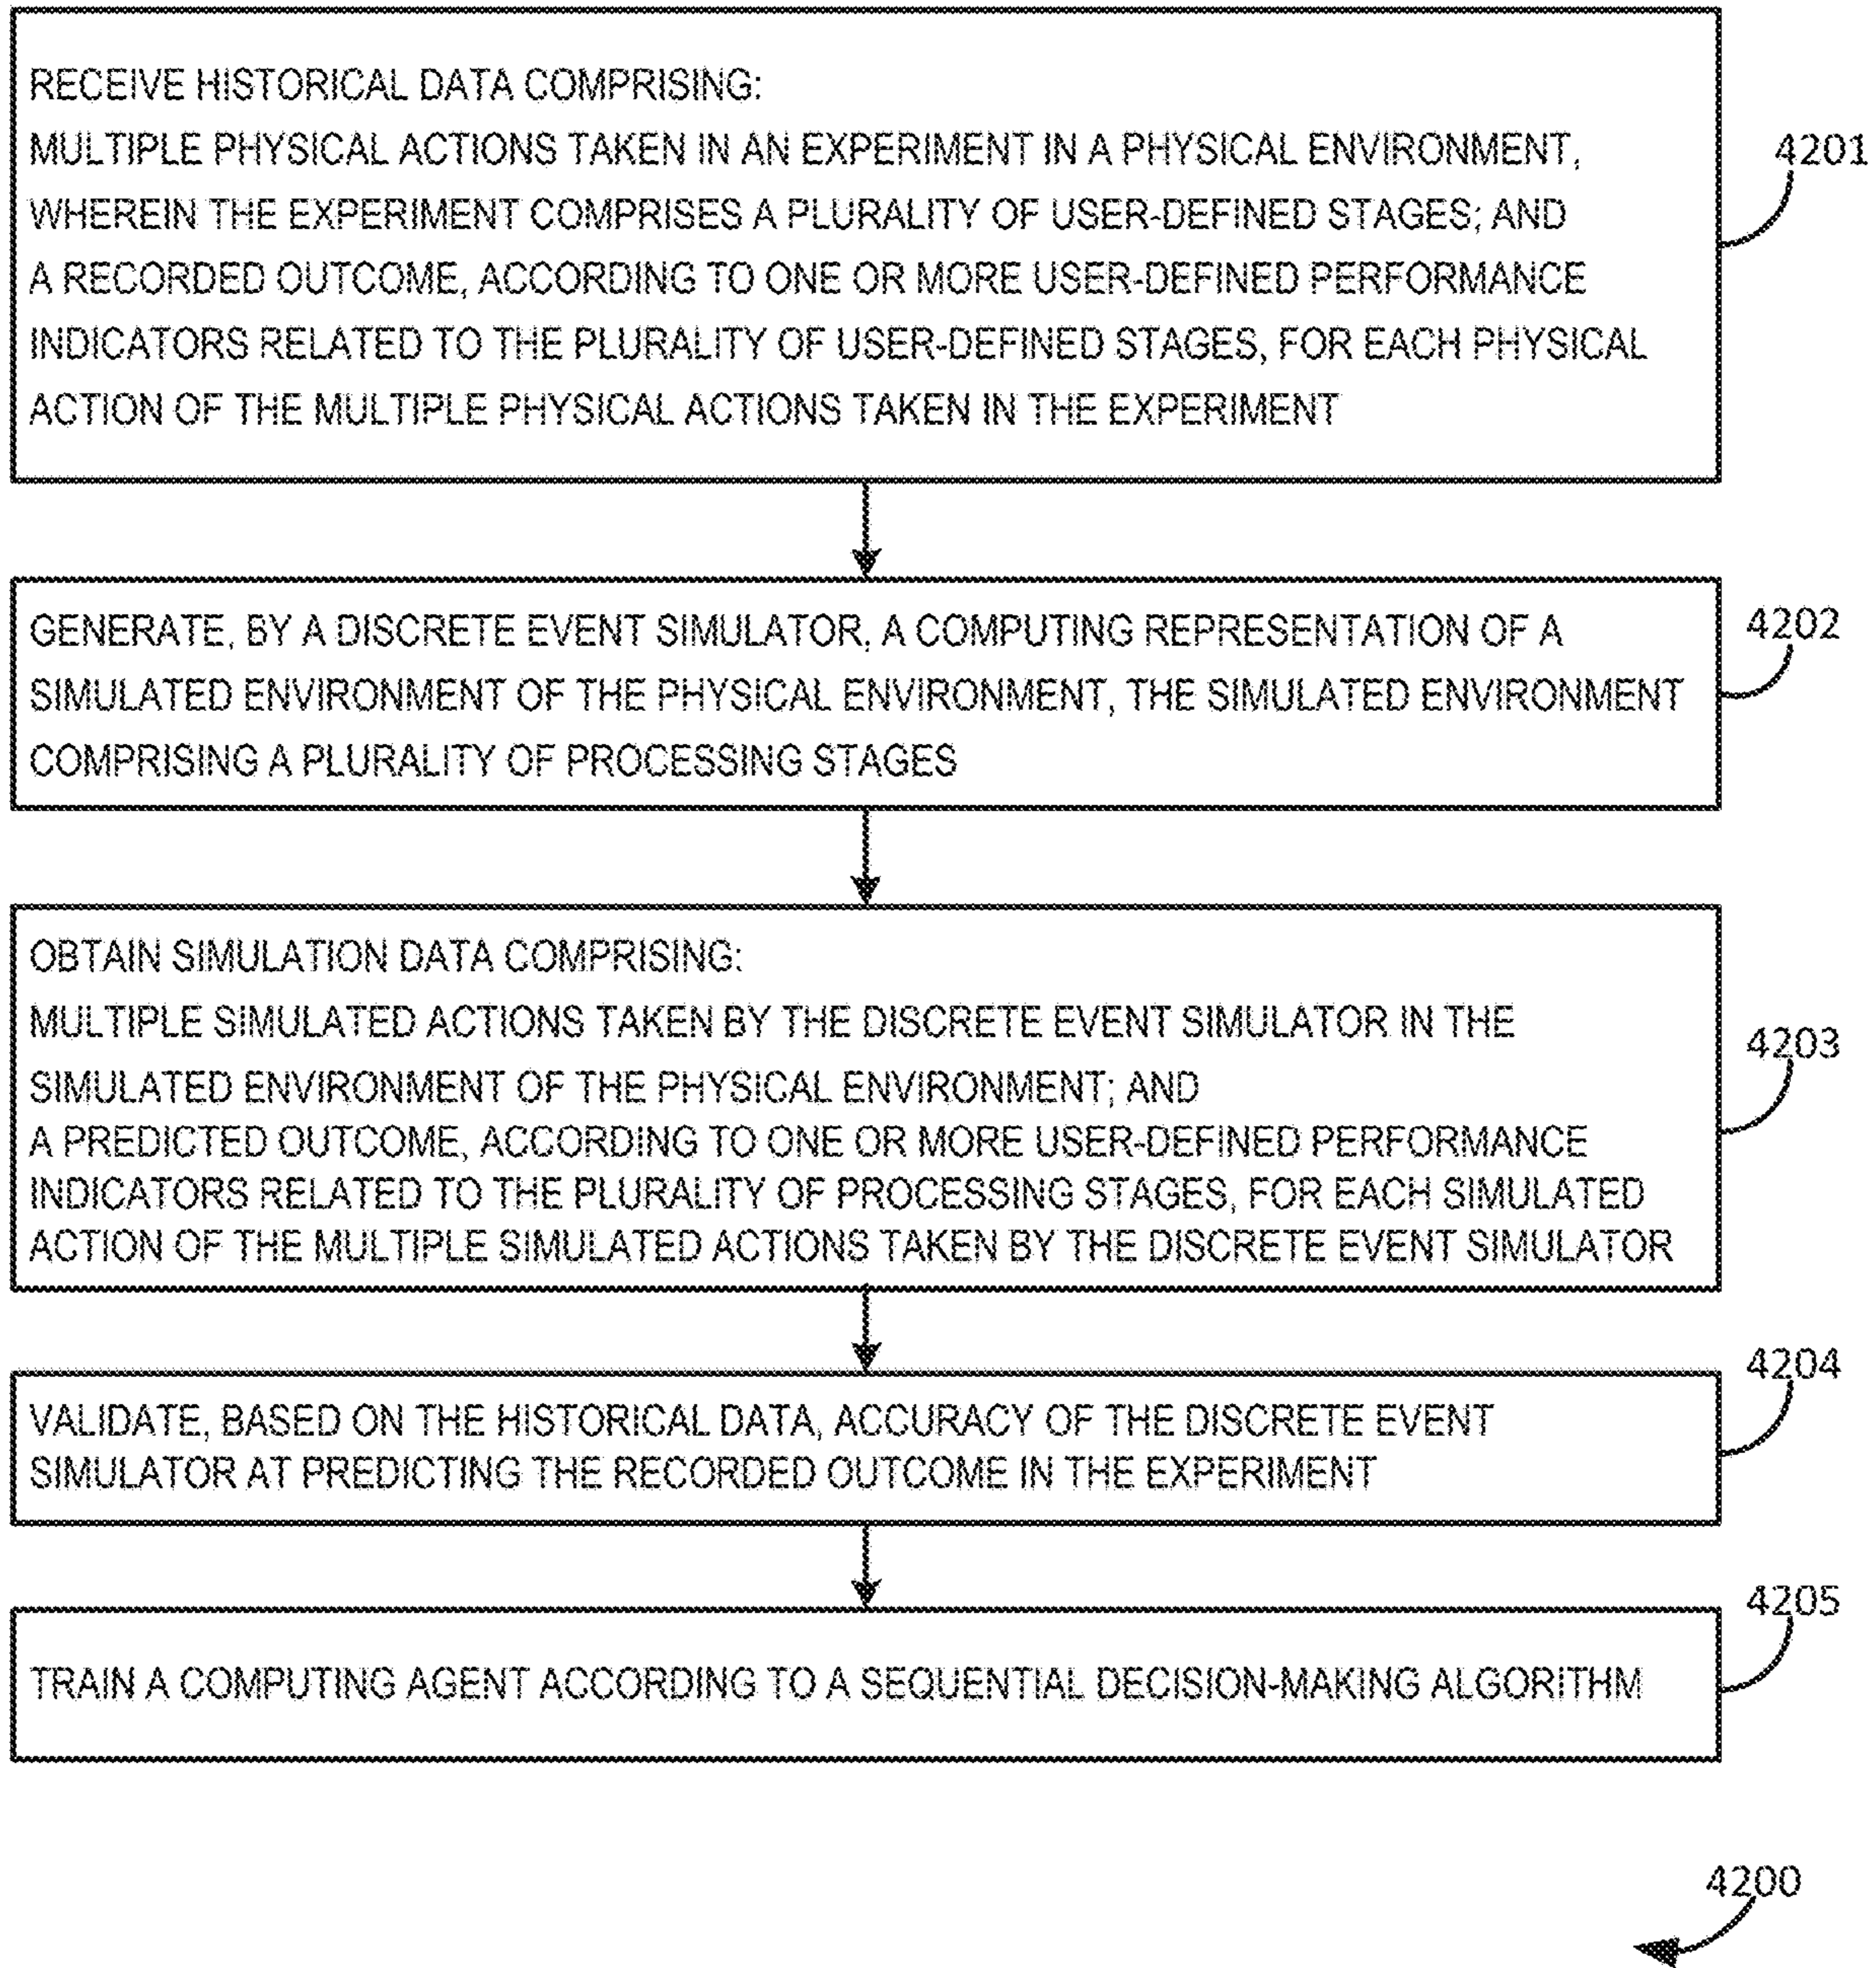 RECEIVE HISTORICAL DATA COMPRISING:
MULTIPLE PHYSICAL ACTIONS TAKEN IN AN EXPERIMENT IN A PHYSICAL ENVIRONMENT,
WHEREIN THE EXPERIMENT COMPRISES A PLURALITY OF USER-DEFINED STAGES; AND
A RECORDED OUTCOME, ACCORDING TO ONE OR MORE USER-DEFINED PERFORMANCE
INDICATORS RELATED TO THE PLURALITY OF USER-DEFINED STAGES, FOR EACH PHYSICAL
ACTION OF THE MULTIPLE PHYSICAL ACTIONS TAKEN IN THE EXPERIMENT
4201
GENERATE, BY A DISCRETE EVENT SIMULATOR, A COMPUTING REPRESENTATION OF A
SIMULATED ENVIRONMENT OF THE PHYSICAL ENVIRONMENT, THE SIMULATED ENVIRONMENT
COMPRISING A PLURALITY OF PROCESSING STAGES
4202
OBTAIN SIMULATION DATA COMPRISING:
MULTIPLE SIMULATED ACTIONS TAKEN BY THE DISCRETE EVENT SIMULATOR IN THE
SIMULATED ENVIRONMENT OF THE PHYSICAL ENVIRONMENT; AND
A PREDICTED OUTCOME, ACCORDING TO ONE OR MORE USER-DEFINED PERFORMANCE
INDICATORS RELATED TO THE PLURALITY OF PROCESSING STAGES, FOR EACH SIMULATED
ACTION OF THE MULTIPLE SIMULATED ACTIONS TAKEN BY THE DISCRETE EVENT SIMULATOR
4203
VALIDATE, BASED ON THE HISTORICAL DATA, ACCURACY OF THE DISCRETE EVENT
SIMULATOR AT PREDICTING THE RECORDED OUTCOME IN THE EXPERIMENT
4204
TRAIN A COMPUTING AGENT ACCORDING TO A SEQUENTIAL DECISION-MAKING ALGORITHM
4205
4200